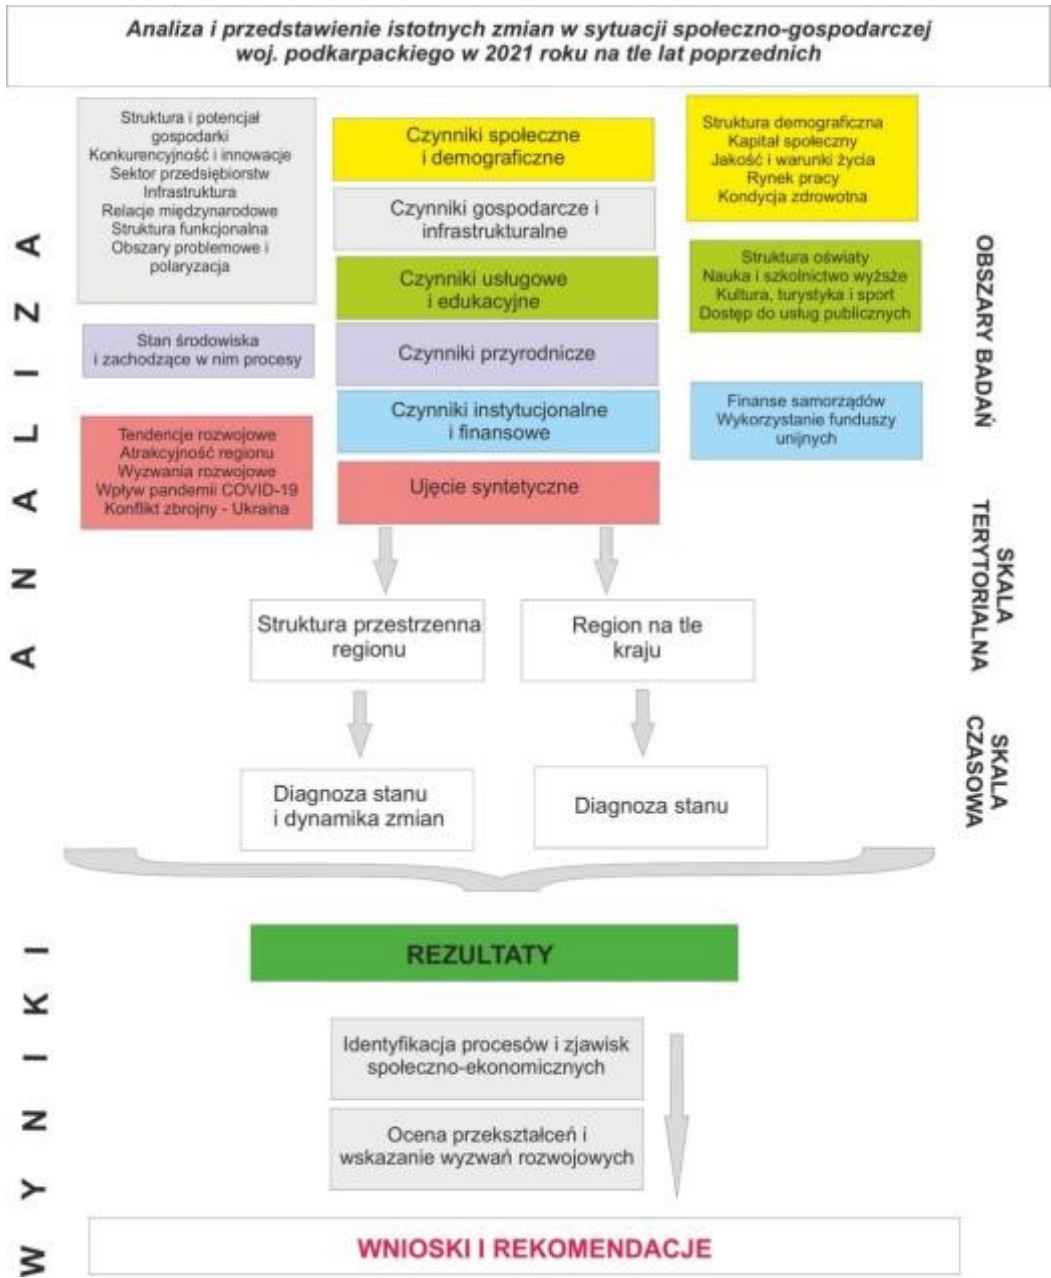 Analiza i przedstawienie istotnych zmian w sytuacji społeczno-gospodarczej
woj. podkarpackiego w 2021 roku na tle lat poprzednich
ANALIZA
Struktura i potencjał
gospodarki
Konkurencyjność i innowacje
Sektor przedsiębiorstw
Infrastruktura
Relacje międzynarodowe
Struktura funkcjonalna
Obszary problemowe i
polaryzacja
Stan środowiska
i zachodzące w nim procesy
Tendencje rozwojowe
Atrakcyjność regionu
Wyzwania rozwojowe
Wpływ pandemii COVID-19
Konflikt zbrojny - Ukraina
Czynniki społeczne
i demograficzne
Czynniki gospodarcze i
infrastrukturalne
Czynniki usługowe
i edukacyjne
Czynniki przyrodnicze
Czynniki instytucjonalne
i finansowe
Ujęcie syntetyczne
Struktura demograficzna
Kapitał społeczny
Jakość i warunki życia
Rynek pracy
Kondycja zdrowotna
Struktura oświaty
Nauka i szkolnictwo wyższe
Kultura, turystyka i sport
Dostęp do usług publicznych
Finanse samorządów
Wykorzystanie funduszy
unijnych
OBSZARY BADAŃ
Struktura przestrzenna
regionu
Region na tle
kraju
SKALA
TERYTORIALNA
Diagnoza stanu
i dynamika zmian
Diagnoza stanu
SKALA
CZASOWA
WYNIKI
REZULTATY
Identyfikacja procesów i zjawisk
społeczno-ekonomicznych
Ocena przekształceń i
wskazanie wyzwań rozwojowych
WNIOSKI I REKOMENDACJE